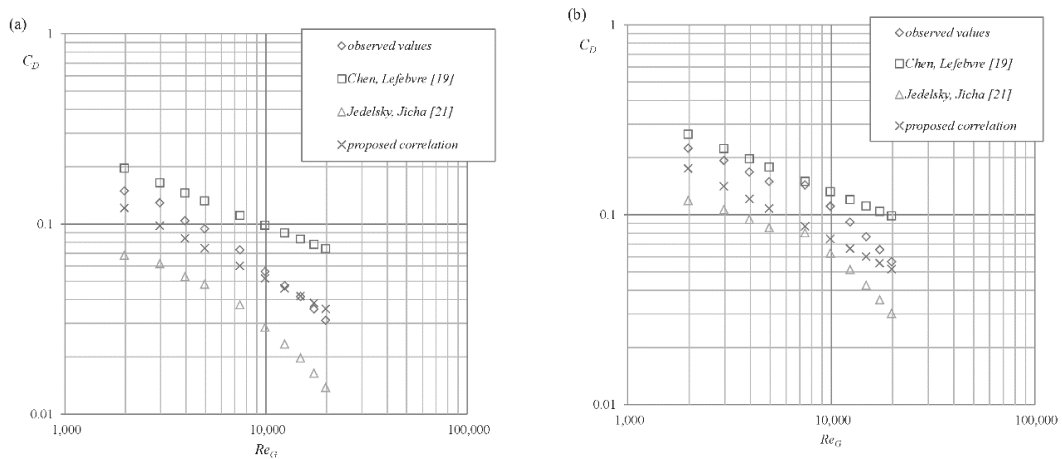 (a)
1
C_D
0.1
0.01
1,000
10,000
100,000
Re_G
observed values
Chen, Lefebvre [19]
Jedelsky, Jicha [21]
proposed correlation
(b)
1
C_D
0.1
0.01
1,000
10,000
100,000
Re_G
observed values
Chen, Lefebvre [19]
Jedelsky, Jicha [21]
proposed correlation